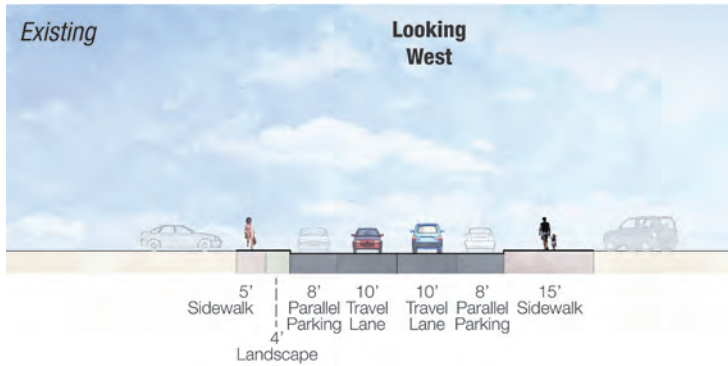 Existing
Looking
West
5' 8' 10' 10' 8' 15'
Sidewalk Parallel Travel Travel Parallel Sidewalk
Parking Lane Lane Parking
4'
Landscape